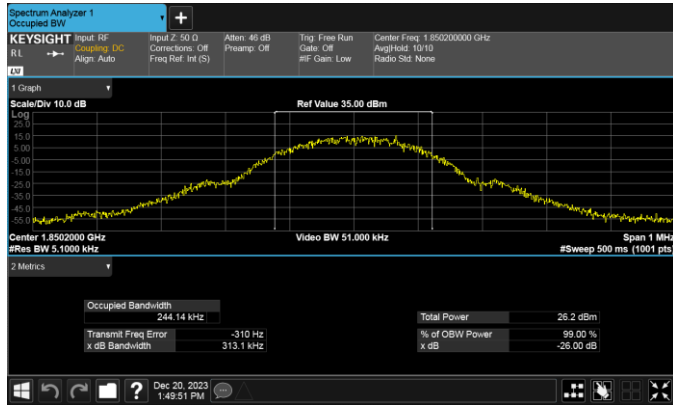 Spectrum Analyzer 1
Occupied BW
+
KEYSIGHT Input: RF Input Z: 50 Ω Atten: 46 dB Trig: Free Run Center Freq: 1.850200000 GHz
RL Coupling: DC Corrections: Off Preamp: Off Gate: Off Avg|Hold: 10/10
Align: Auto Freq Ref: Int (S) #IF Gain: Low Radio Std: None
LXI
1 Graph
Scale/Div 10.0 dB Ref Value 35.00 dBm
Log
25.0
15.0
5.00
-5.00
-15.0
-25.0
-35.0
-45.0
-55.0
Center 1.8502000 GHz Video BW 51.000 kHz Span 1 MHz
#Res BW 5.1000 kHz #Sweep 500 ms (1001 pts)
2 Metrics
Occupied Bandwidth
244.14 kHz Total Power 26.2 dBm
Transmit Freq Error -310 Hz % of OBW Power 99.00 %
x dB Bandwidth 313.1 kHz x dB -26.00 dB
? Dec 20, 2023
1:49:51 PM